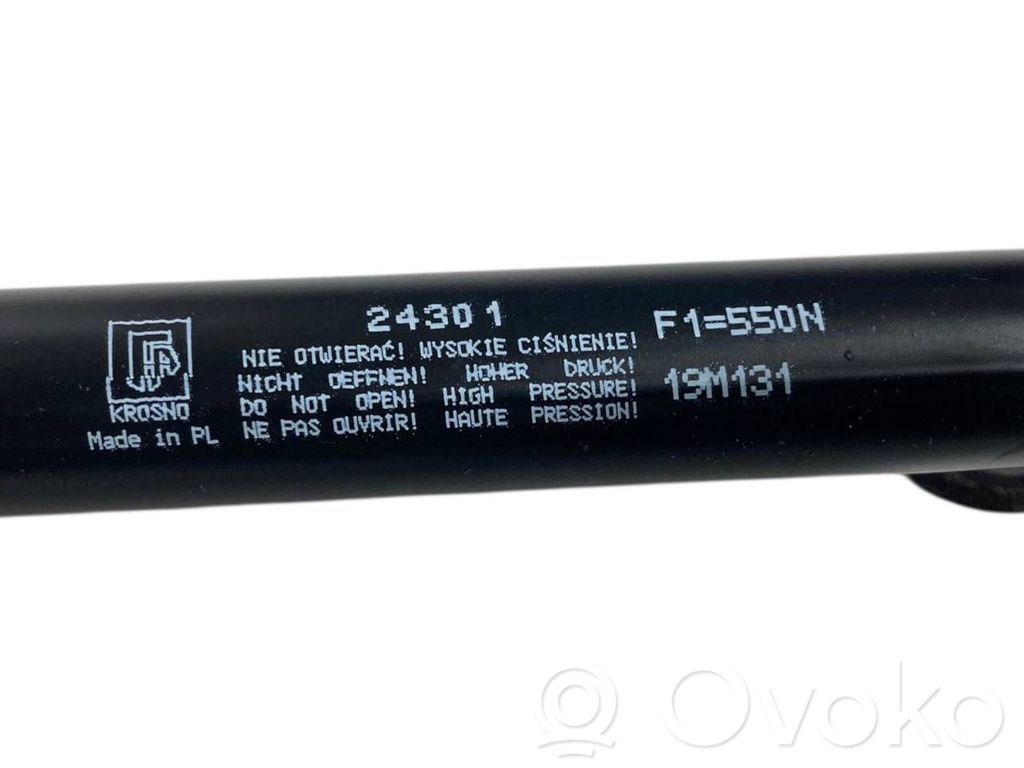 24301
F1=550N
NIE OTWIERAĆ! WYSOKIE CIŚNIENIE!
NICHT OEFFNEN! HOHER DRUCK!
DO NOT OPEN! HIGH PRESSURE!
NE PAS OUVRIR! HAUTE PRESSION!
19M131
KROSNO
Made in PL
Ovoko